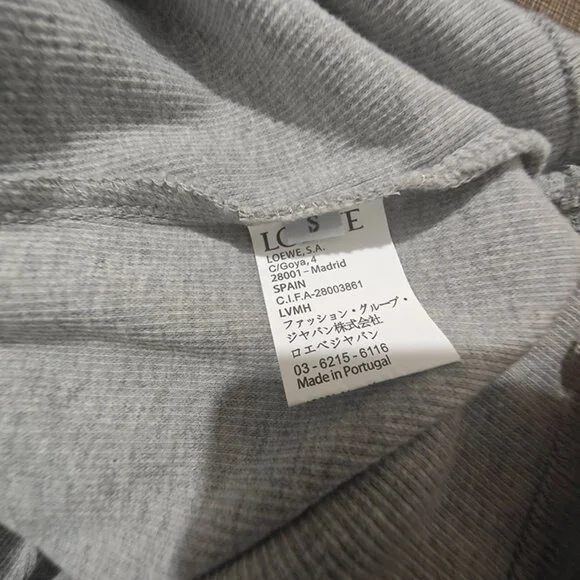 LO E
S
LOEWE, S.A.
C/Goya, 4
28001 - Madrid
SPAIN
C.I.F.A-28003861
LVMH
ファッション・グループ・
ジャパン株式会社
ロエベジャパン
03-6215-6116
Made in Portugal